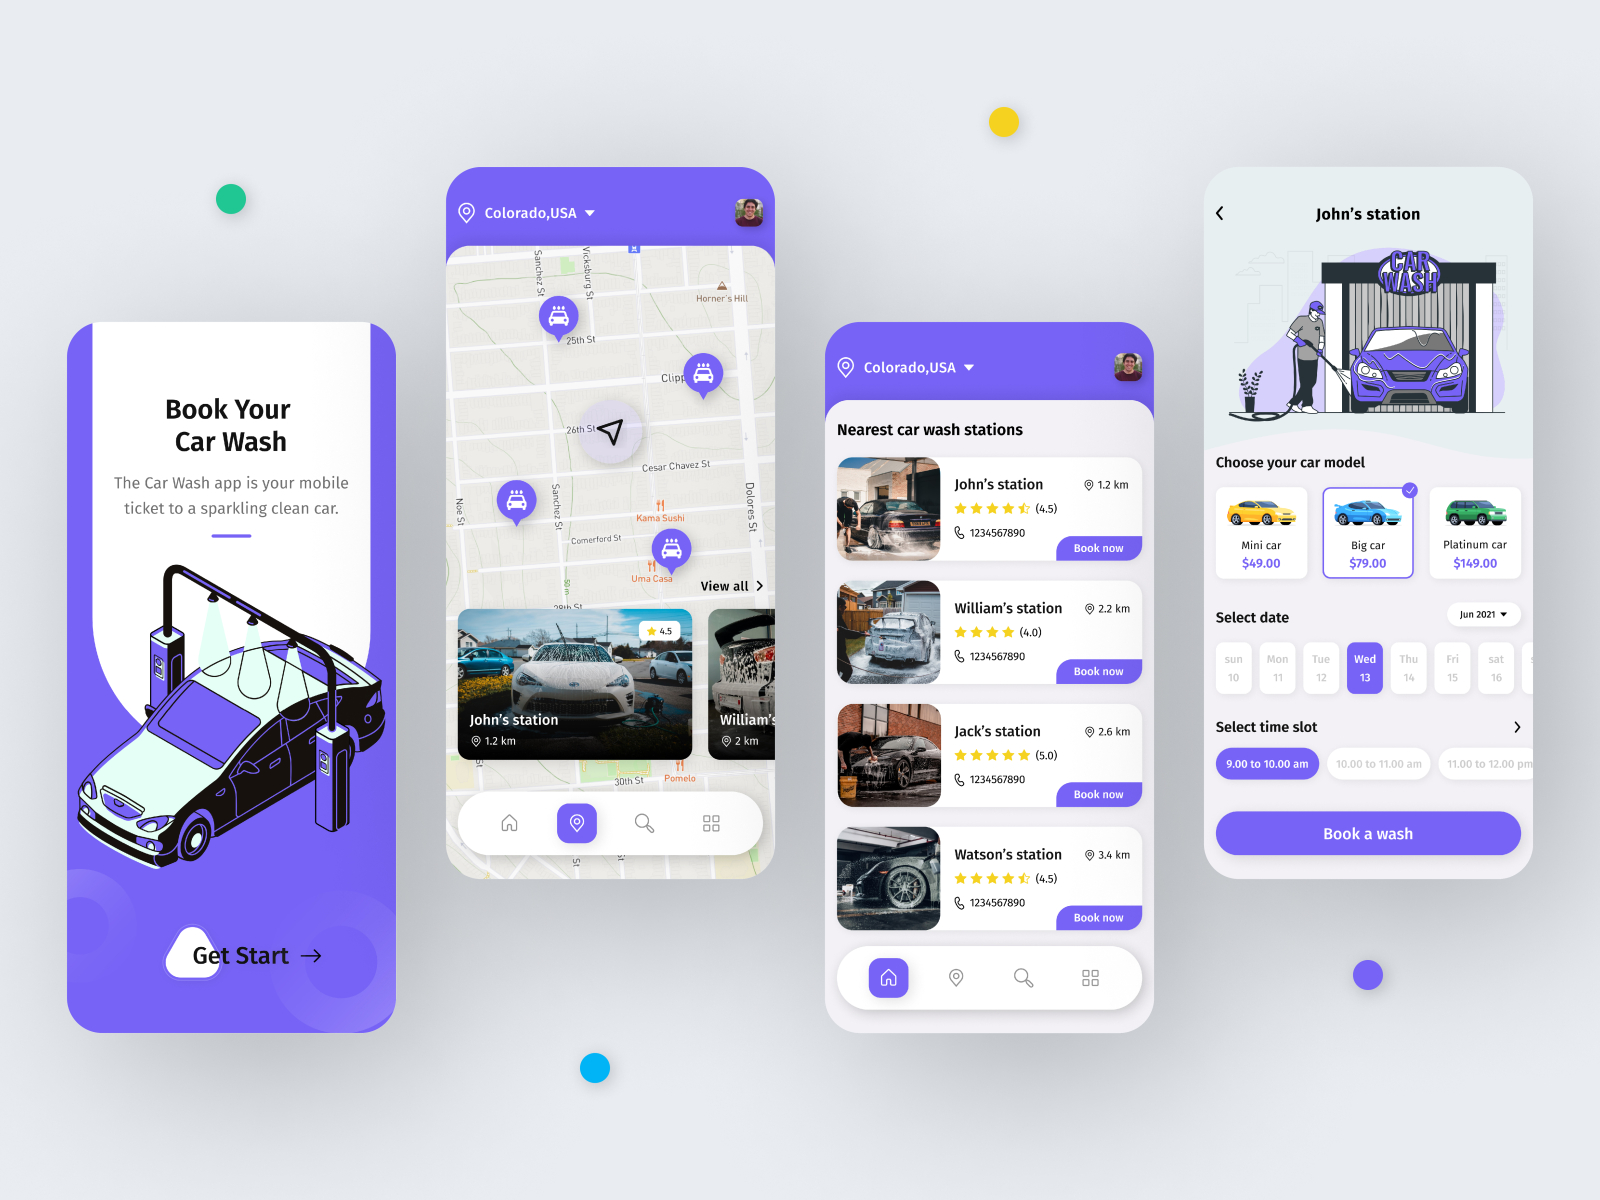 Book Your
Car Wash
The Car Wash app is your mobile
ticket to a sparkling clean car.
Get Start
Colorado,USA
Sanchez St
Vicksburg St
Horner's Hill
25th St
Clipp
26th St
Cesar Chavez St
Noe St
Sanchez St
Dolores St
Kama Sushi
Comerford St
Uma Casa
50 m
View all
28th St
4.5
John's station
1.2 km
William's
2 km
Pomelo
30th St
St
St
Colorado,USA
Nearest car wash stations
John's station
1.2 km
(4.5)
1234567890
Book now
William's station
2.2 km
(4.0)
1234567890
Book now
Jack's station
2.6 km
(5.0)
1234567890
Book now
Watson's station
3.4 km
(4.5)
1234567890
Book now
John's station
CAR
WASH
Choose your car model
Mini car
$49.00
Big car
$79.00
Platinum car
$149.00
Select date
Jun 2021
sun Mon Tue Wed Thu Fri sat s
10 11 12 13 14 15 16
Select time slot
9.00 to 10.00 am 10.00 to 11.00 am 11.00 to 12.00 pm
Book a wash